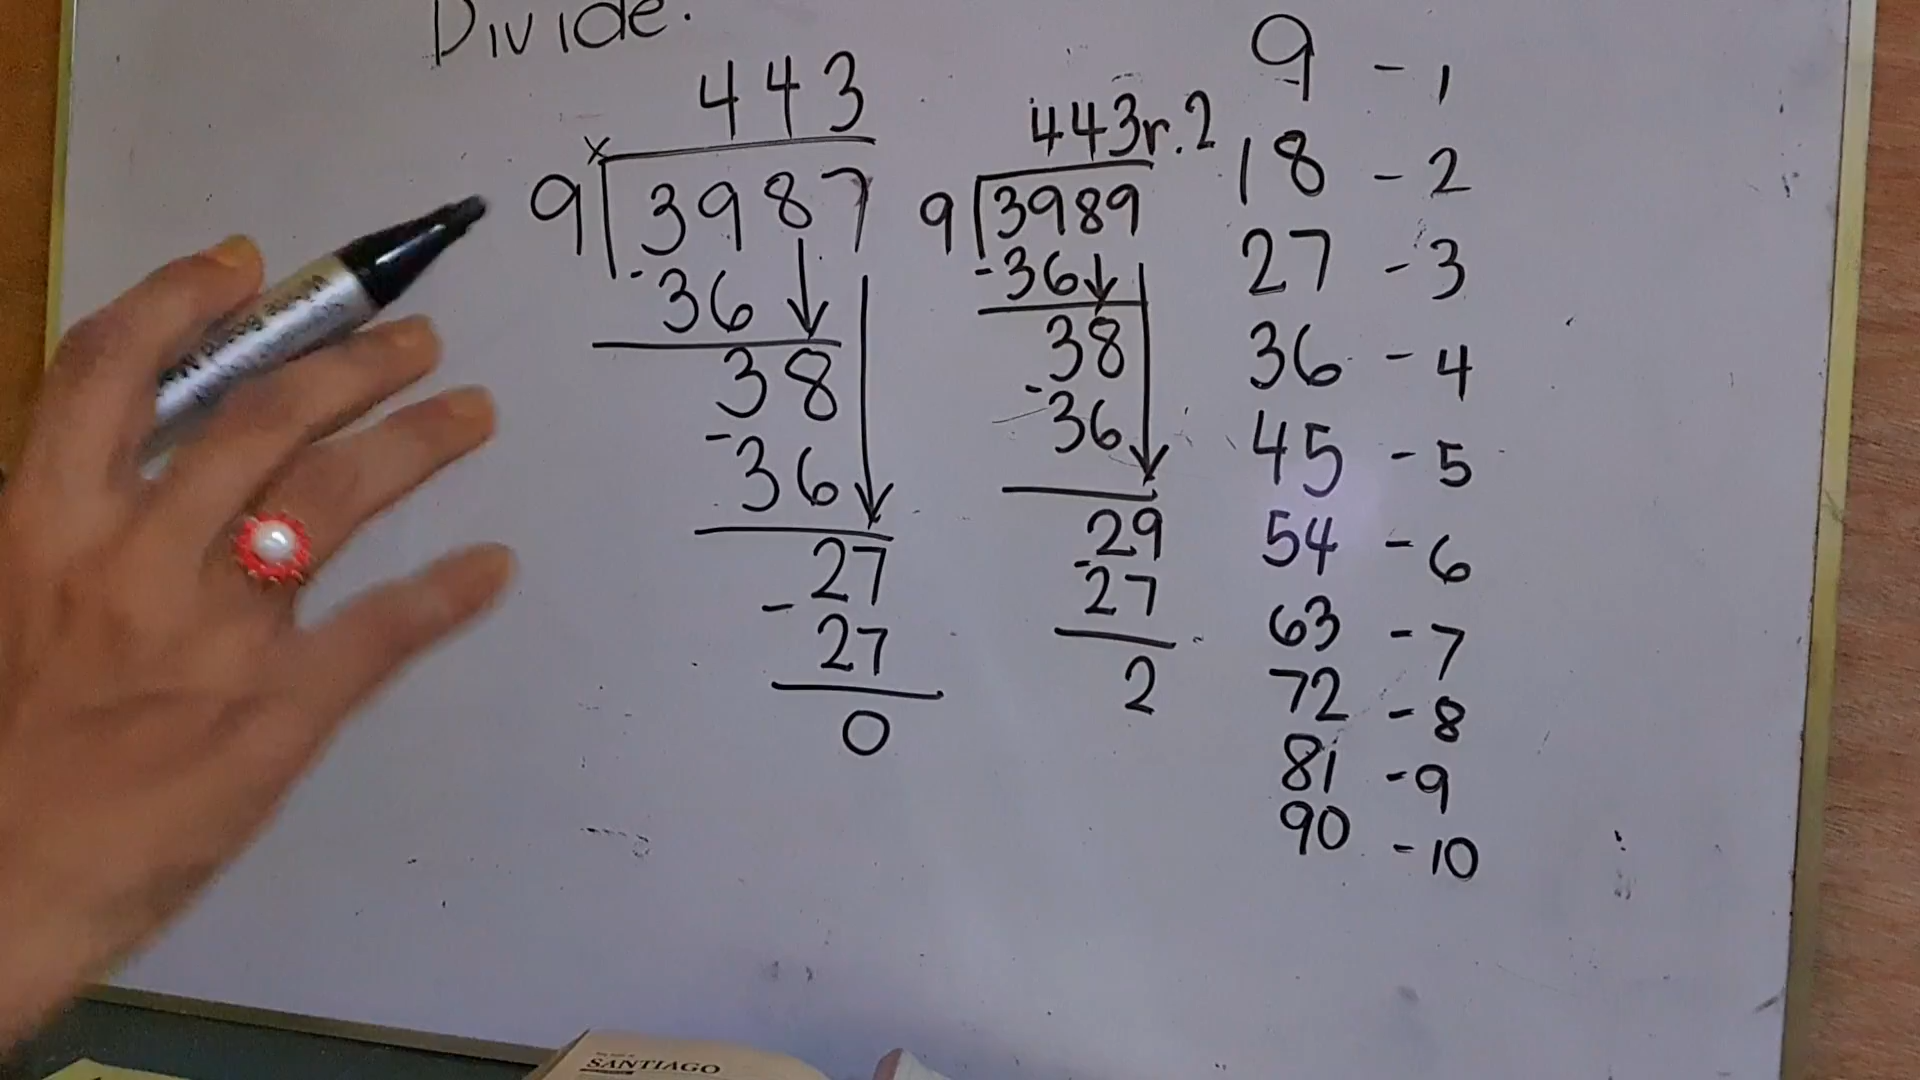 Divide.
443
x
9 3987
-36
38
-36
27
-27
0
443r.2
9 3989
-36
38
-36
29
-27
2
9 - 1
18 - 2
27 - 3
36 - 4
45 - 5
54 - 6
63 - 7
72 - 8
81 - 9
90 - 10
SANTIAGO